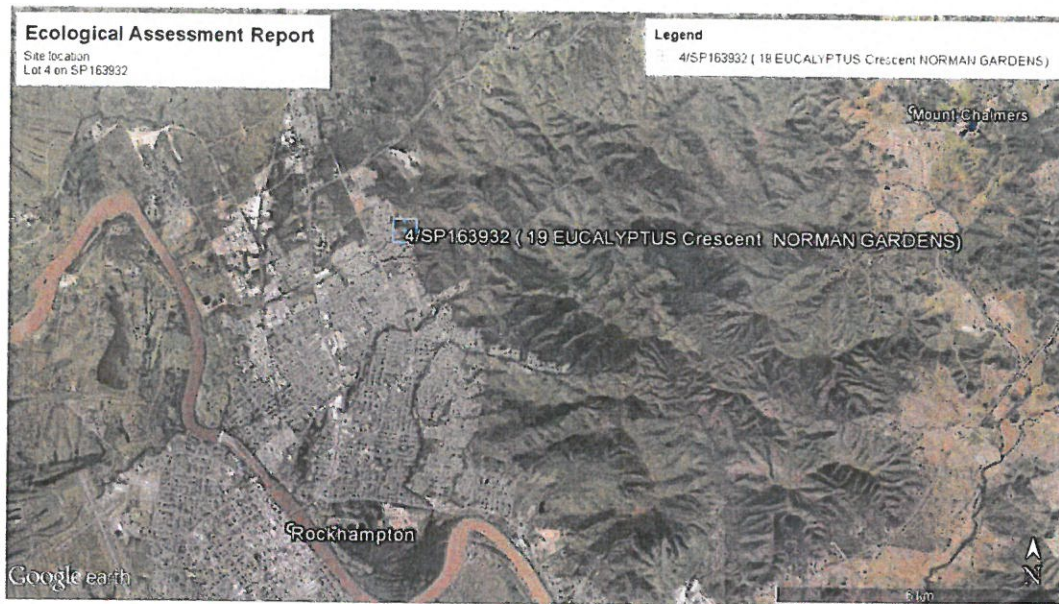 Ecological Assessment Report
Site location
Lot 4 on SP163932
Legend
4/SP163932 ( 19 EUCALYPTUS Crescent NORMAN GARDENS)
Mount Chalmers
4/SP163932 ( 19 EUCALYPTUS Crescent NORMAN GARDENS)
Rockhampton
Google earth
N
6 km